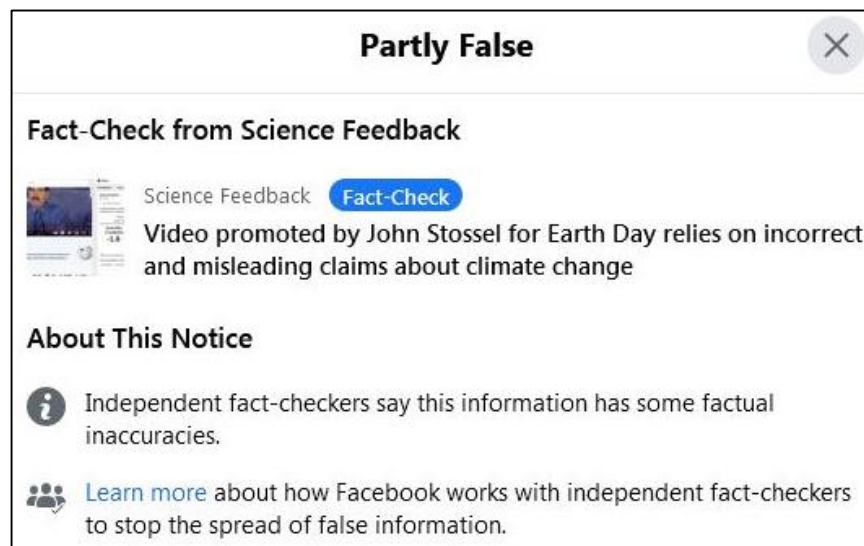 Partly False
Fact-Check from Science Feedback
Science Feedback Fact-Check
Video promoted by John Stossel for Earth Day relies on incorrect
and misleading claims about climate change
About This Notice
Independent fact-checkers say this information has some factual
inaccuracies.
Learn more about how Facebook works with independent fact-checkers
to stop the spread of false information.